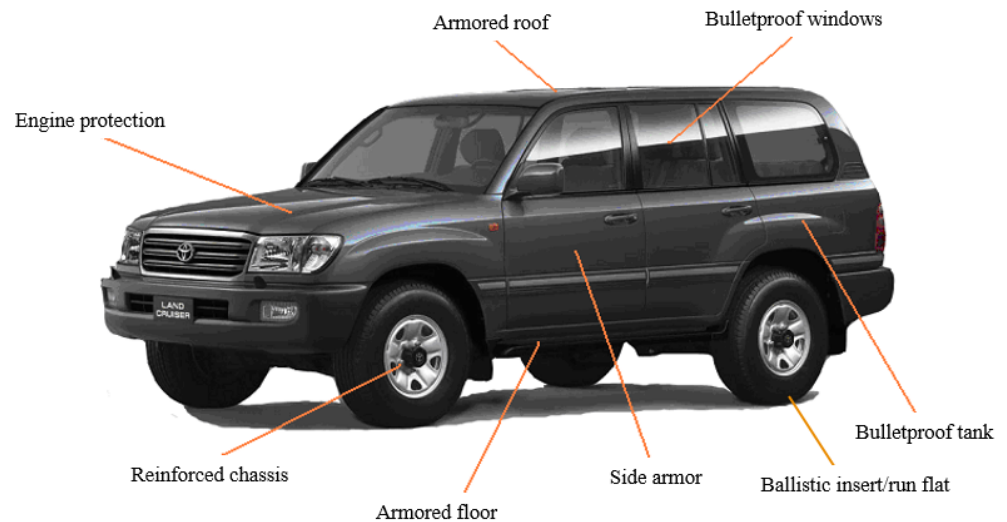 Armored roof
Bulletproof windows
Engine protection
LAND
CRUISER
Bulletproof tank
Reinforced chassis
Side armor
Ballistic insert/run flat
Armored floor